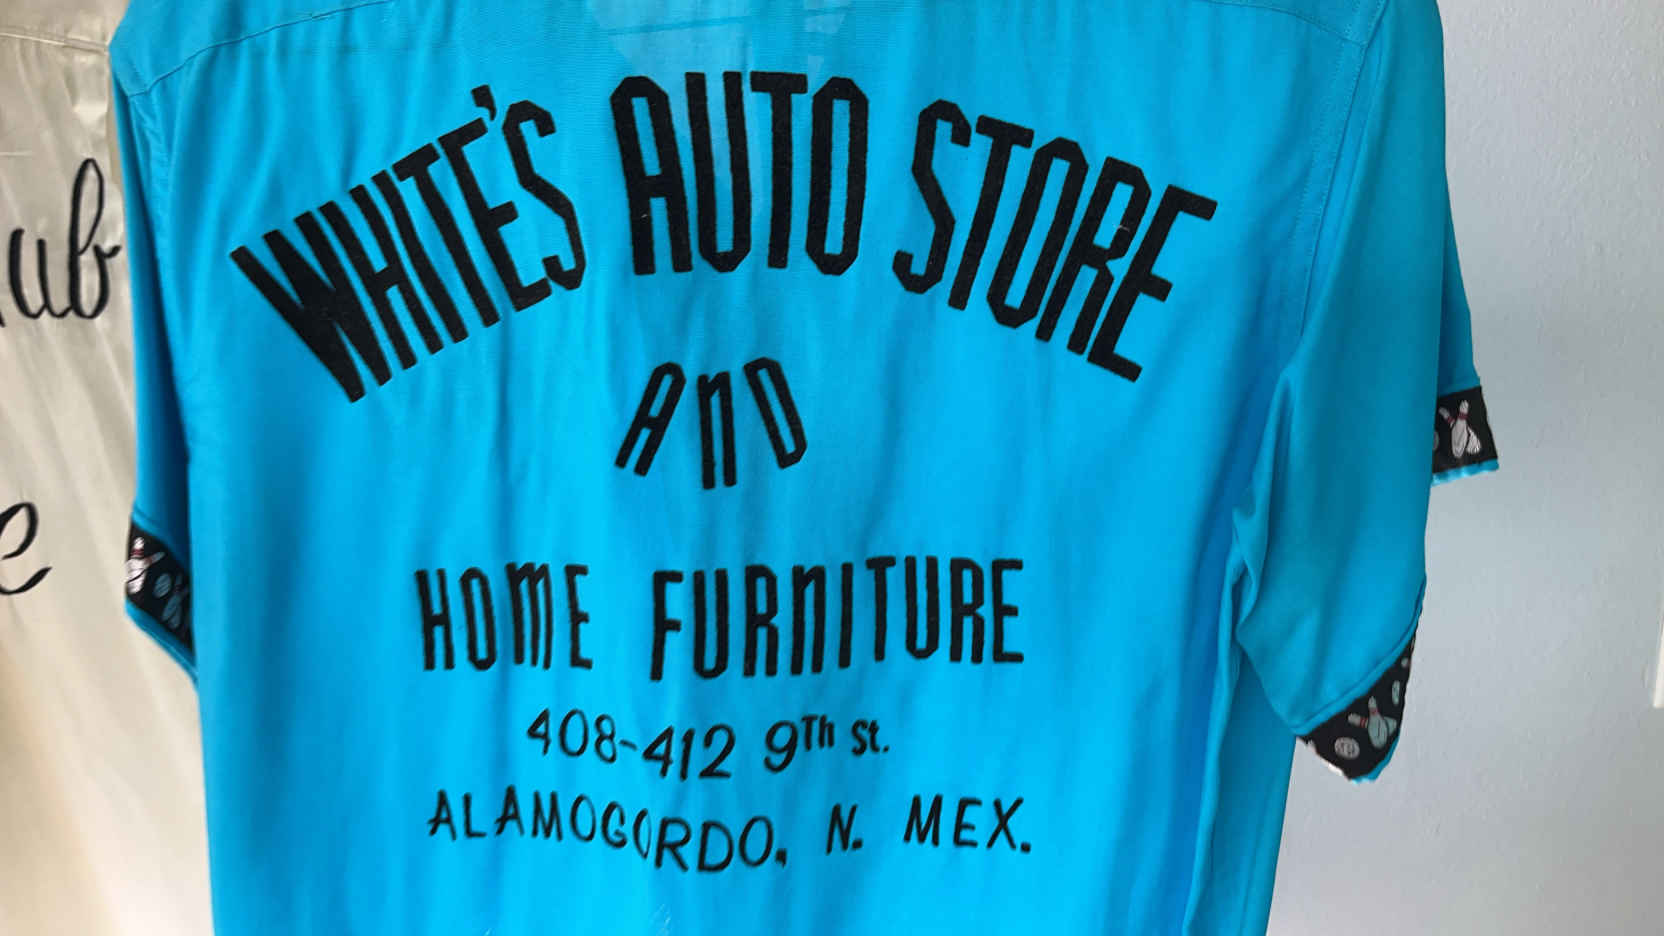 WHITE'S AUTO STORE
AnD
HOmE FURnITURE
408-412 9Th St.
ALAMOGORDO, N. MEX.